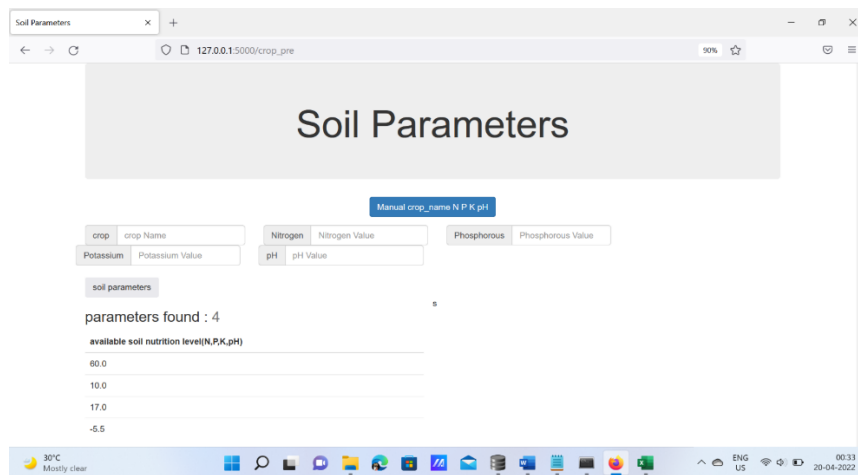 Soil Parameters
127.0.0.1:5000/crop_pre
90%
Soil Parameters
Manual crop_name N P K pH
crop crop Name Nitrogen Nitrogen Value Phosphorous Phosphorous Value
Potassium Potassium Value pH pH Value
soil parameters
s
parameters found : 4
available soil nutrition level(N,P,K,pH)
60.0
10.0
17.0
-5.5
30°C
Mostly clear
ENG
US
00:33
20-04-2022